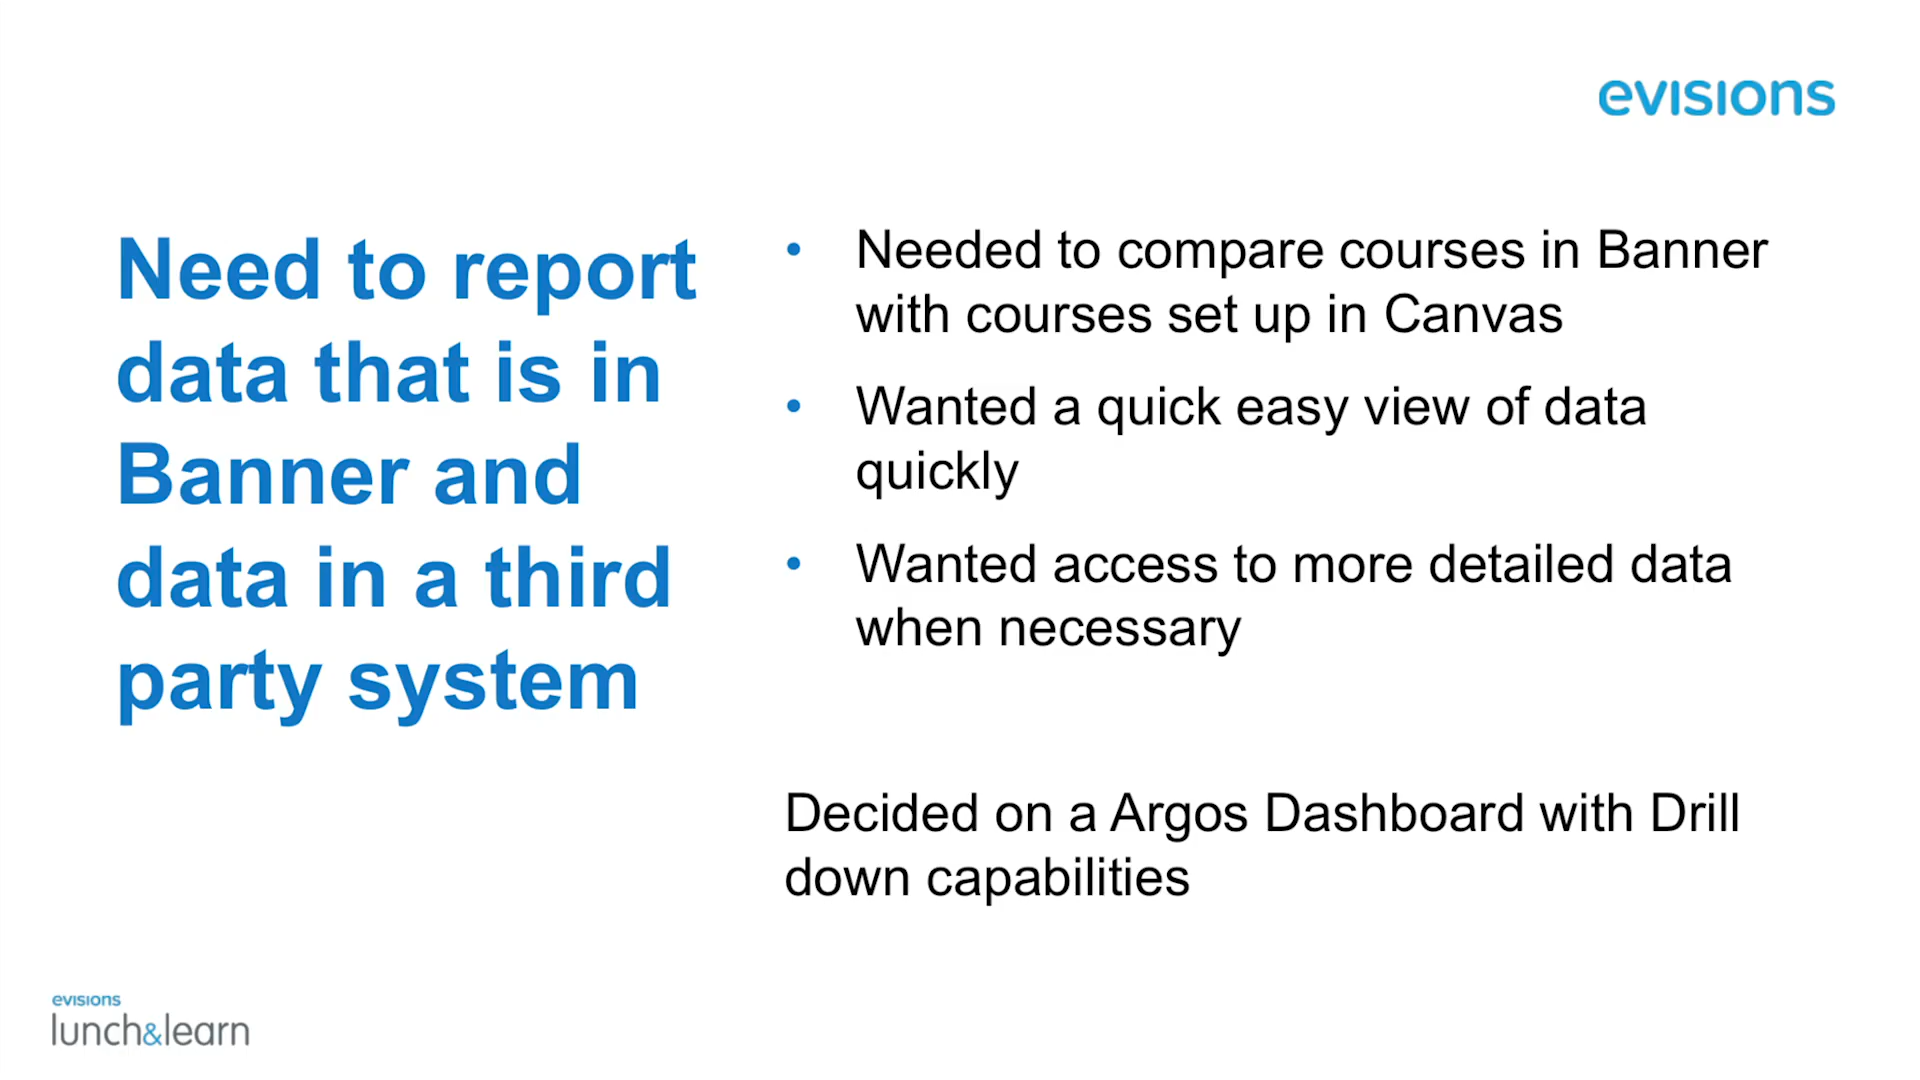 evisions
Need to report
data that is in
Banner and
data in a third
party system
• Needed to compare courses in Banner
with courses set up in Canvas
• Wanted a quick easy view of data
quickly
• Wanted access to more detailed data
when necessary
Decided on a Argos Dashboard with Drill
down capabilities
evisions
lunch&learn